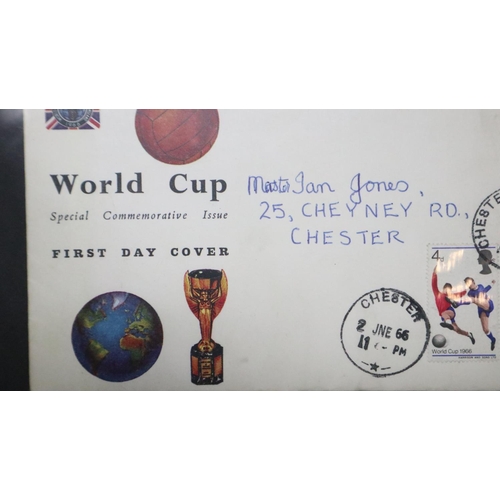 World Cup
Special Commemorative Issue
FIRST DAY COVER
Master Ian Jones,
25, CHEYNEY RD.,
CHESTER
CHESTER
2 JNE 66
PM
CHESTER
4d
World Cup 1966